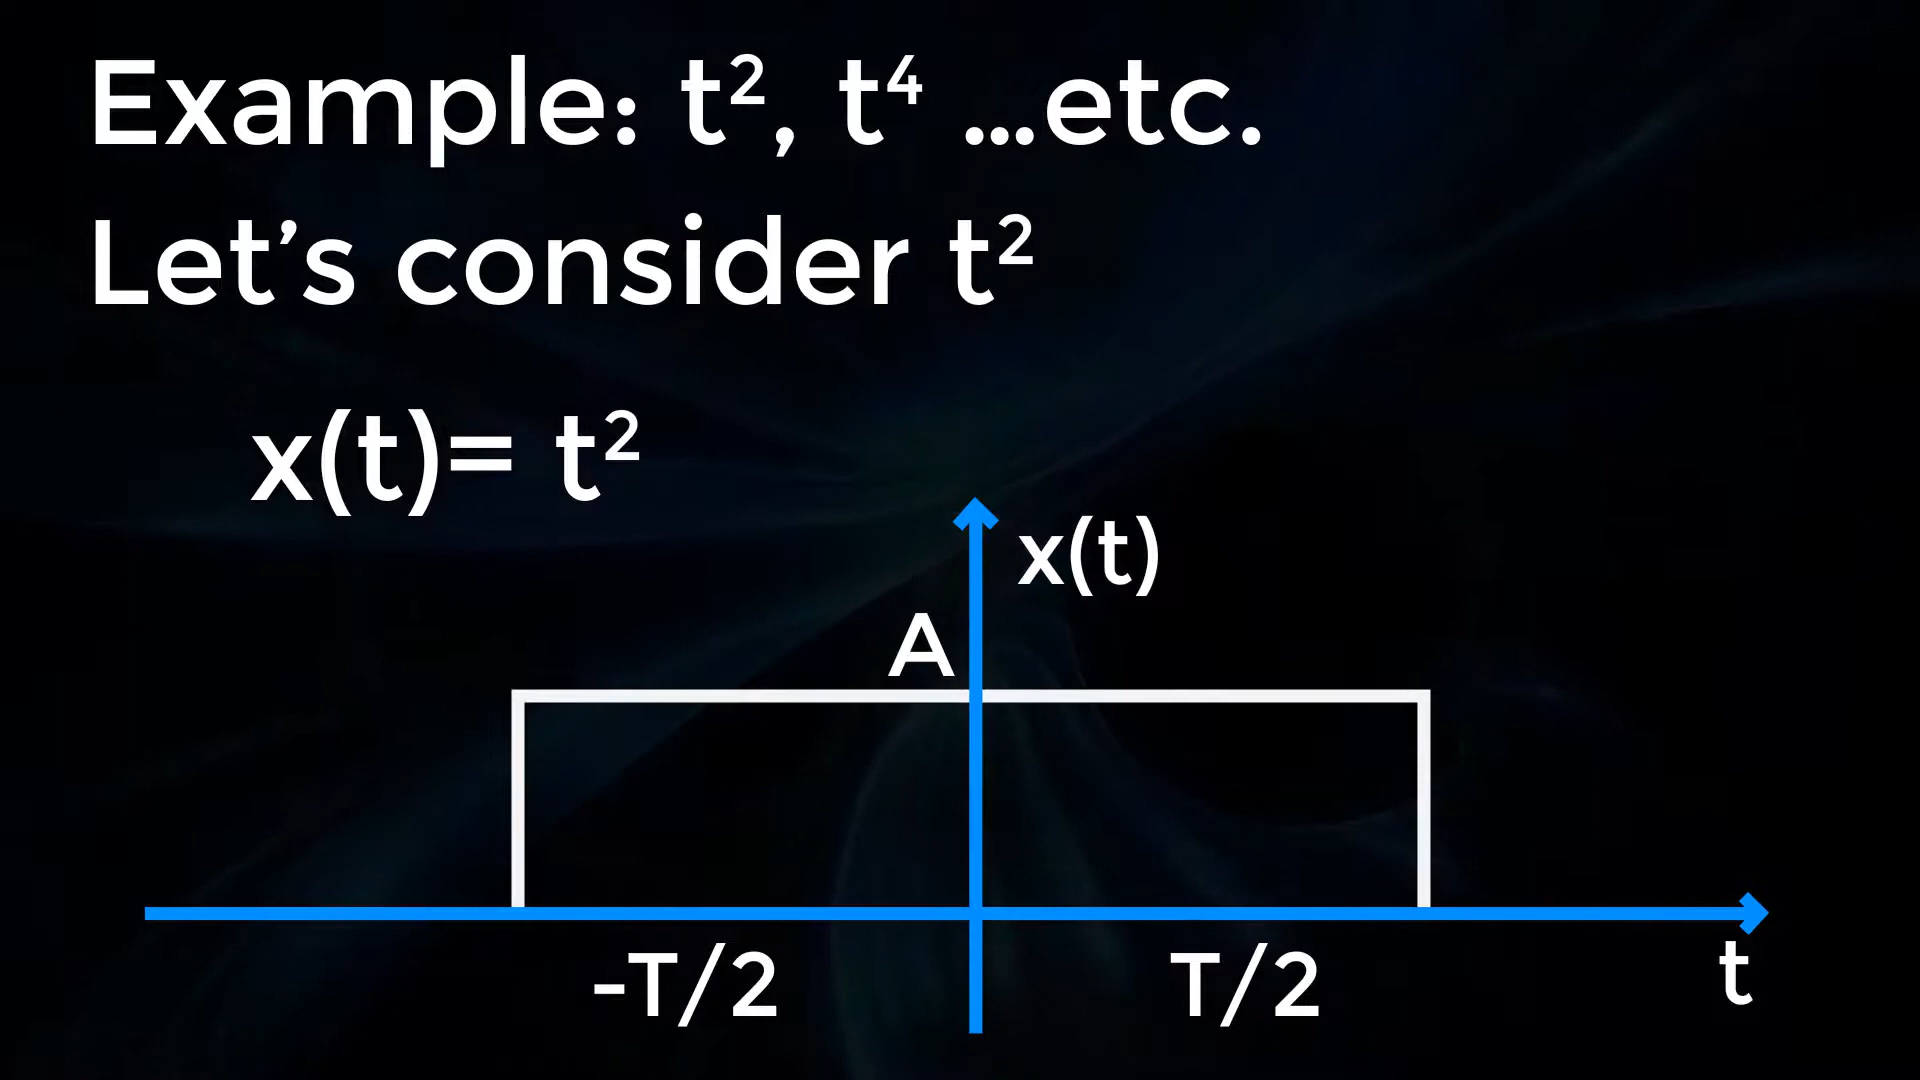 Example: t², t⁴ ...etc.
Let’s consider t²
x(t)= t²
x(t)
A
-T/2
T/2
t